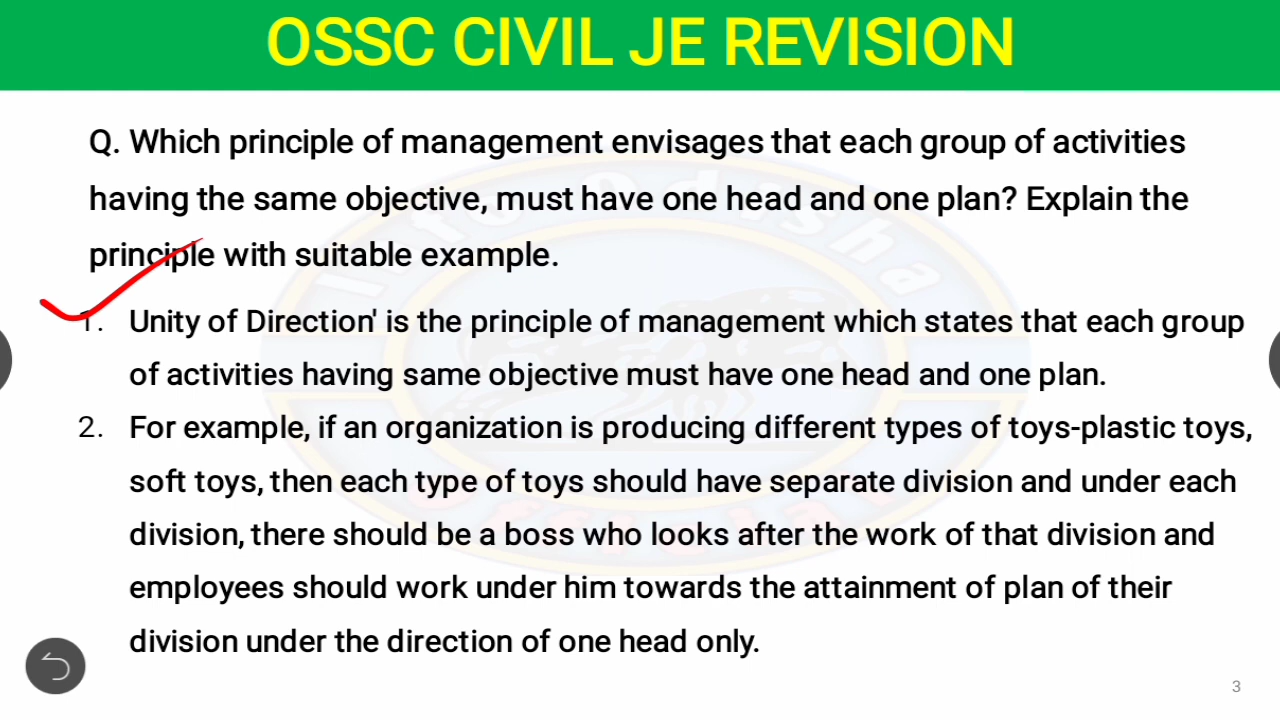 OSSC CIVIL JE REVISION
Q. Which principle of management envisages that each group of activities
having the same objective, must have one head and one plan? Explain the
principle with suitable example.
1. Unity of Direction' is the principle of management which states that each group
of activities having same objective must have one head and one plan.
2. For example, if an organization is producing different types of toys-plastic toys,
soft toys, then each type of toys should have separate division and under each
division, there should be a boss who looks after the work of that division and
employees should work under him towards the attainment of plan of their
division under the direction of one head only.
3
Info Odisha
Official